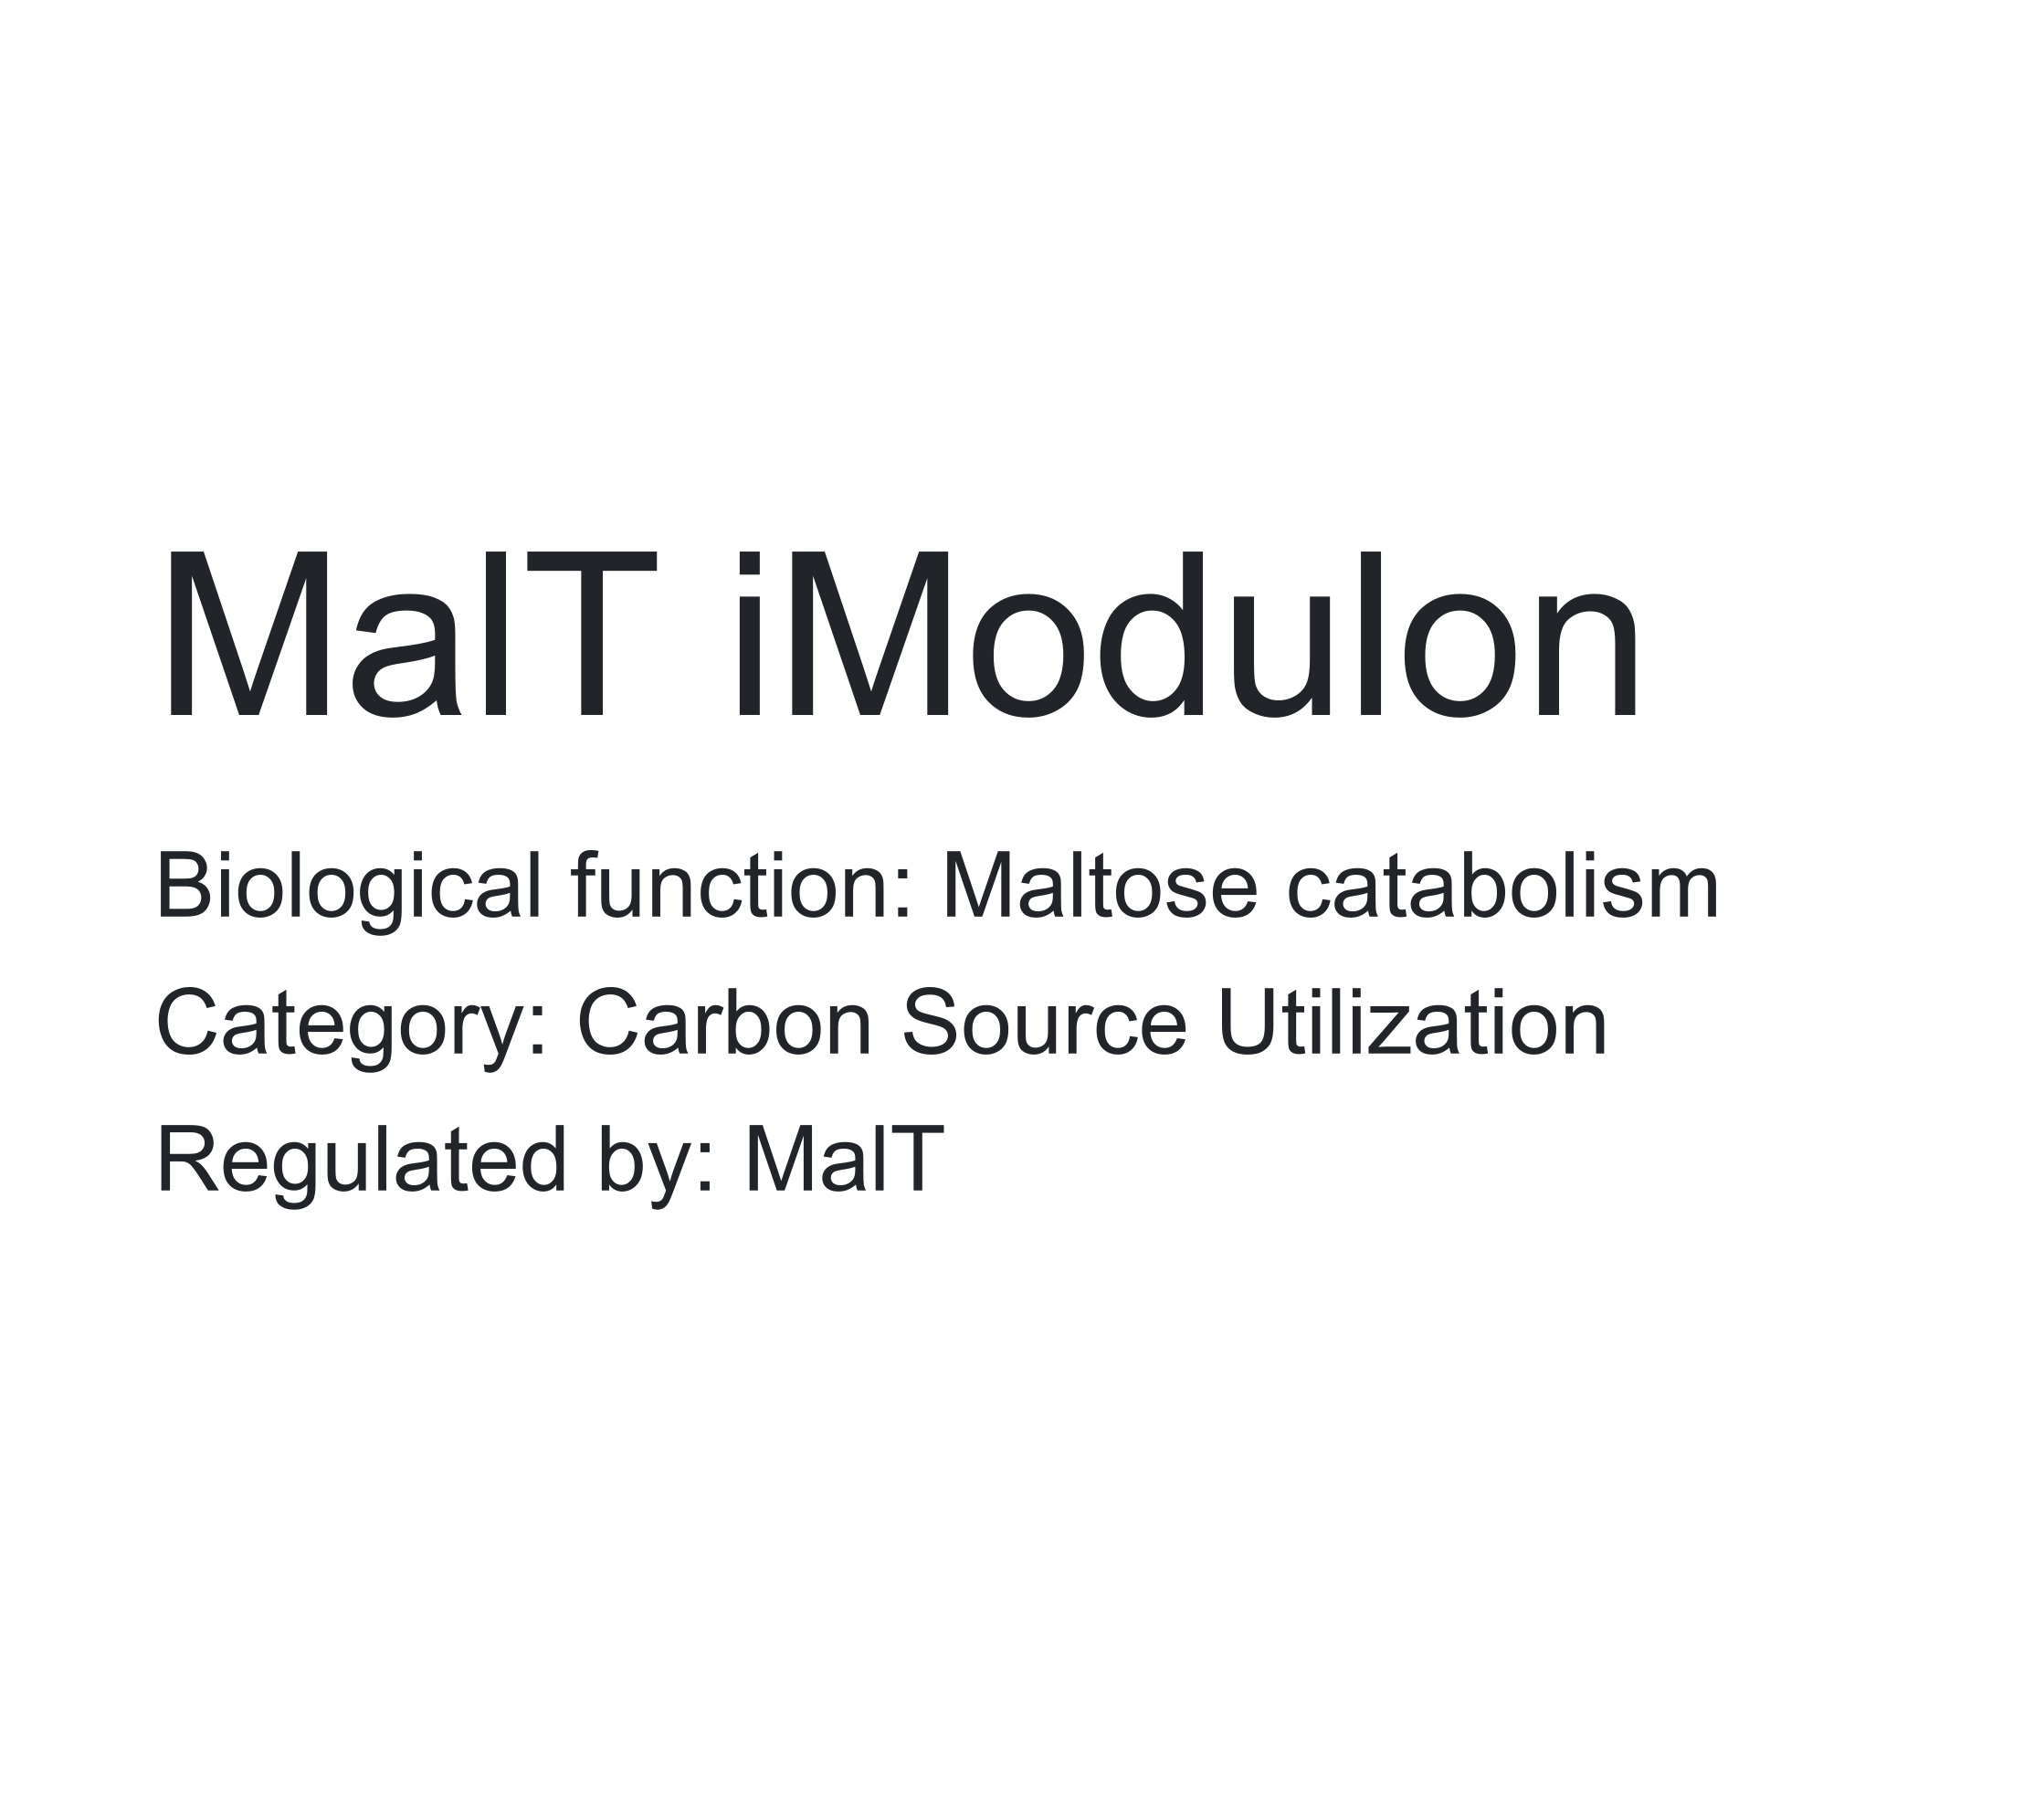 MalT iModulon
Biological function: Maltose catabolism
Category: Carbon Source Utilization
Regulated by: MalT